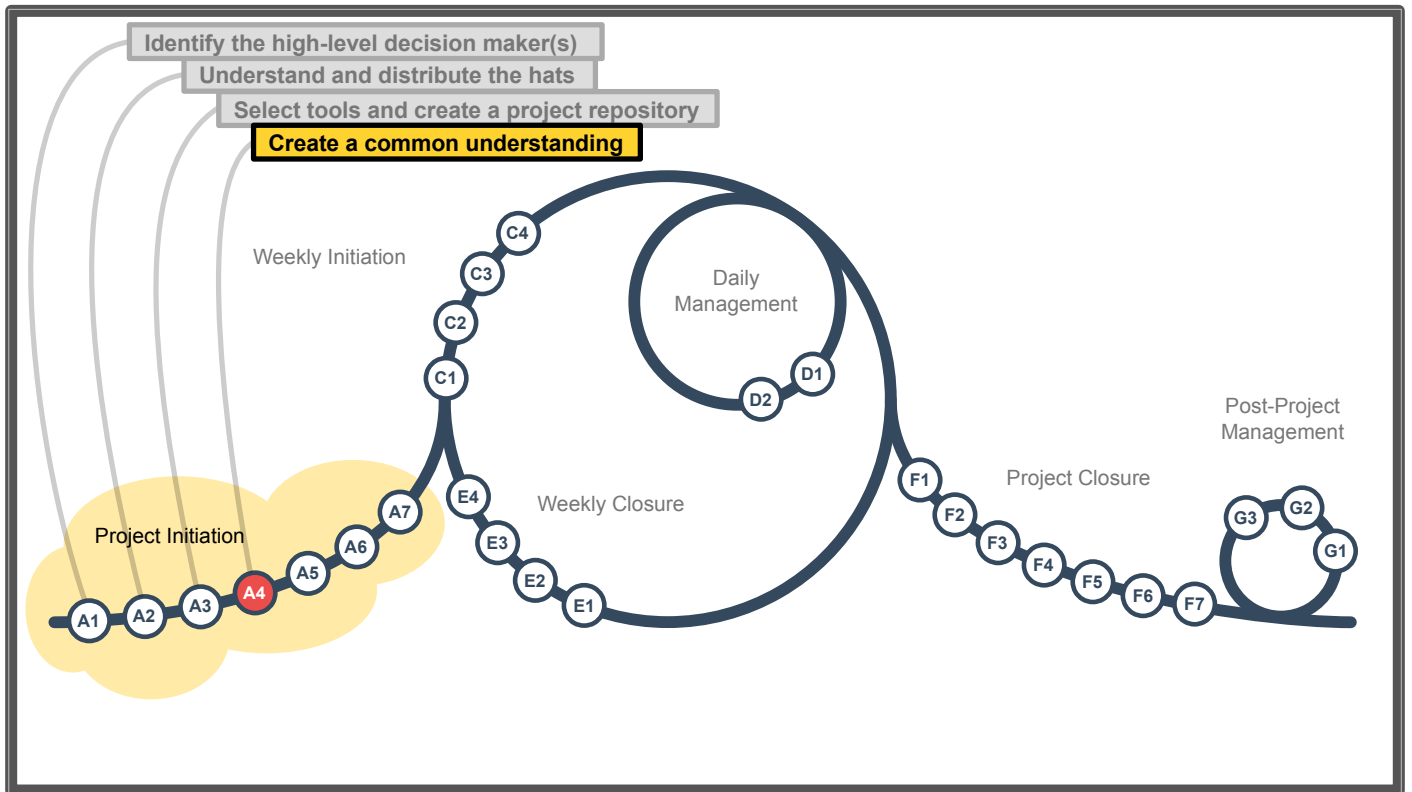 Identify the high-level decision maker(s)
Understand and distribute the hats
Select tools and create a project repository
Create a common understanding
Weekly Initiation
C4
C3
C2
C1
Daily
Management
D1
D2
Post-Project
Management
Project Initiation
A1
A2
A3
A4
A5
A6
A7
Weekly Closure
E4
E3
E2
E1
Project Closure
F1
F2
F3
F4
F5
F6
F7
G3
G2
G1